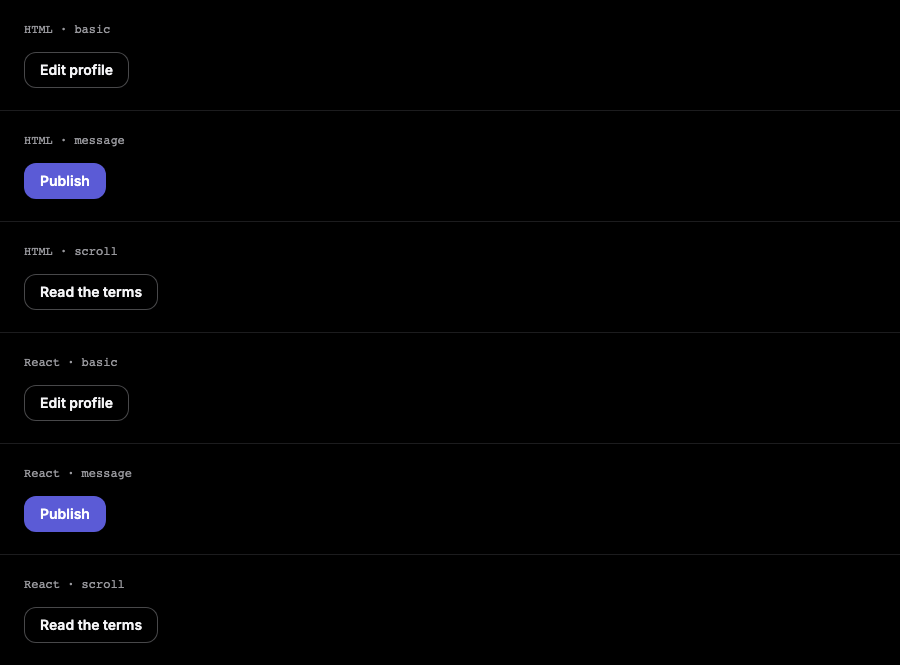 HTML · basic
Edit profile
HTML · message
Publish
HTML · scroll
Read the terms
React · basic
Edit profile
React · message
Publish
React · scroll
Read the terms